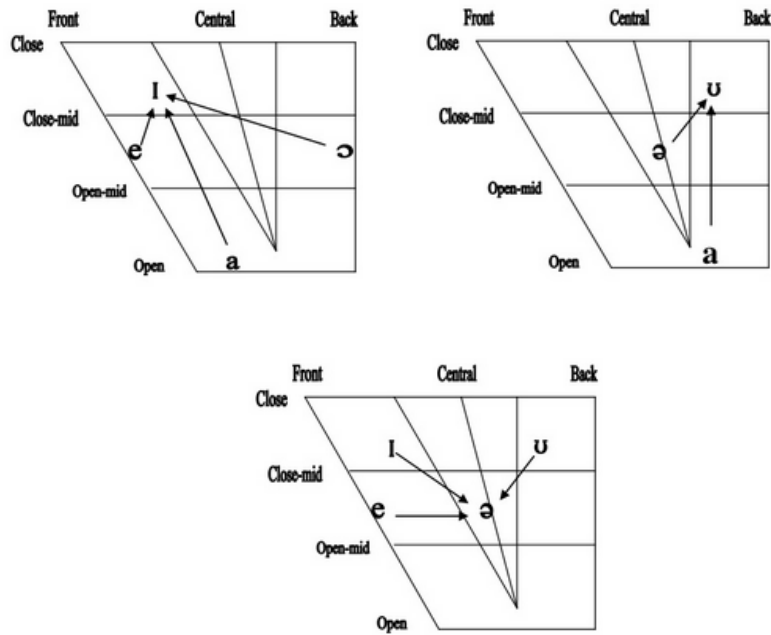 Front Central Back
Close
I
Close-mid
e ɔ
Open-mid
Open a
Front Central Back
Close
ʊ
Close-mid
ə
Open-mid
Open a
Front Central Back
Close
I ʊ
Close-mid
e ə
Open-mid
Open